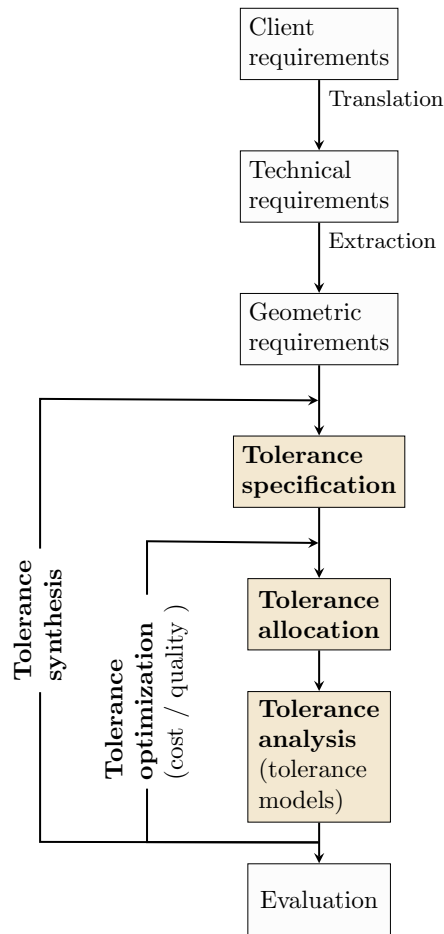 Client
requirements
Translation
Technical
requirements
Extraction
Geometric
requirements
Tolerance
specification
Tolerance
synthesis
Tolerance
optimization
(cost / quality )
Tolerance
allocation
Tolerance
analysis
(tolerance
models)
Evaluation